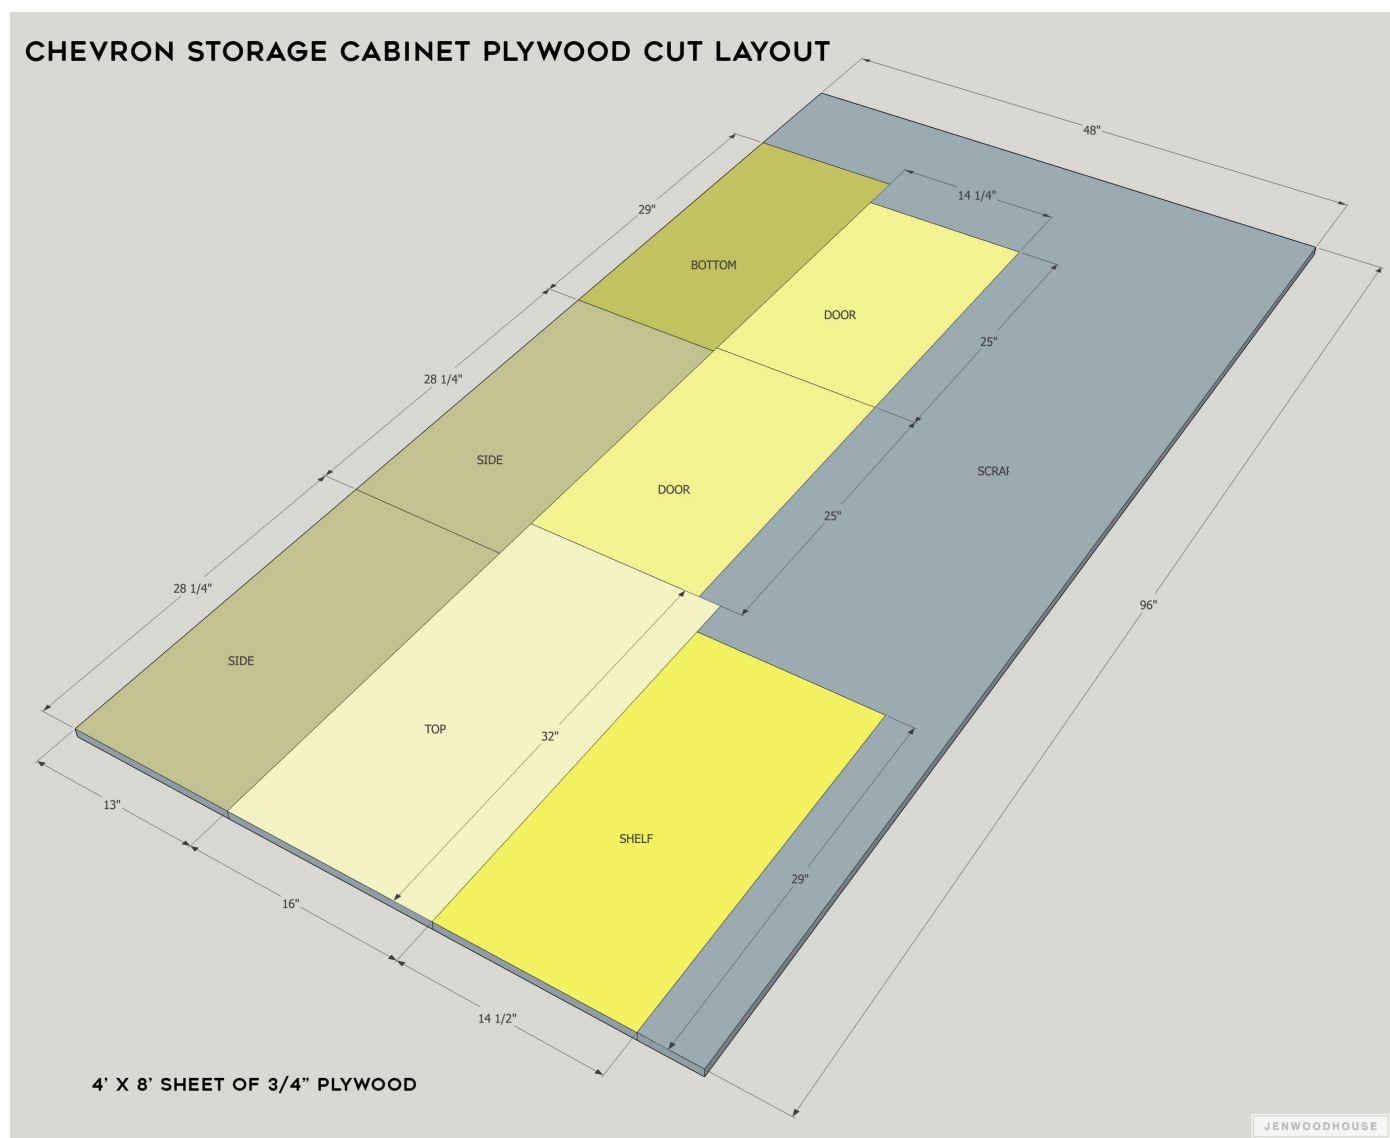 CHEVRON STORAGE CABINET PLYWOOD CUT LAYOUT
48"
14 1/4"
29"
BOTTOM
DOOR
25"
28 1/4"
SIDE
SCRAP
DOOR
25"
28 1/4"
96"
SIDE
TOP
32"
13"
SHELF
29"
16"
14 1/2"
4' X 8' SHEET OF 3/4" PLYWOOD
JENWOODHOUSE